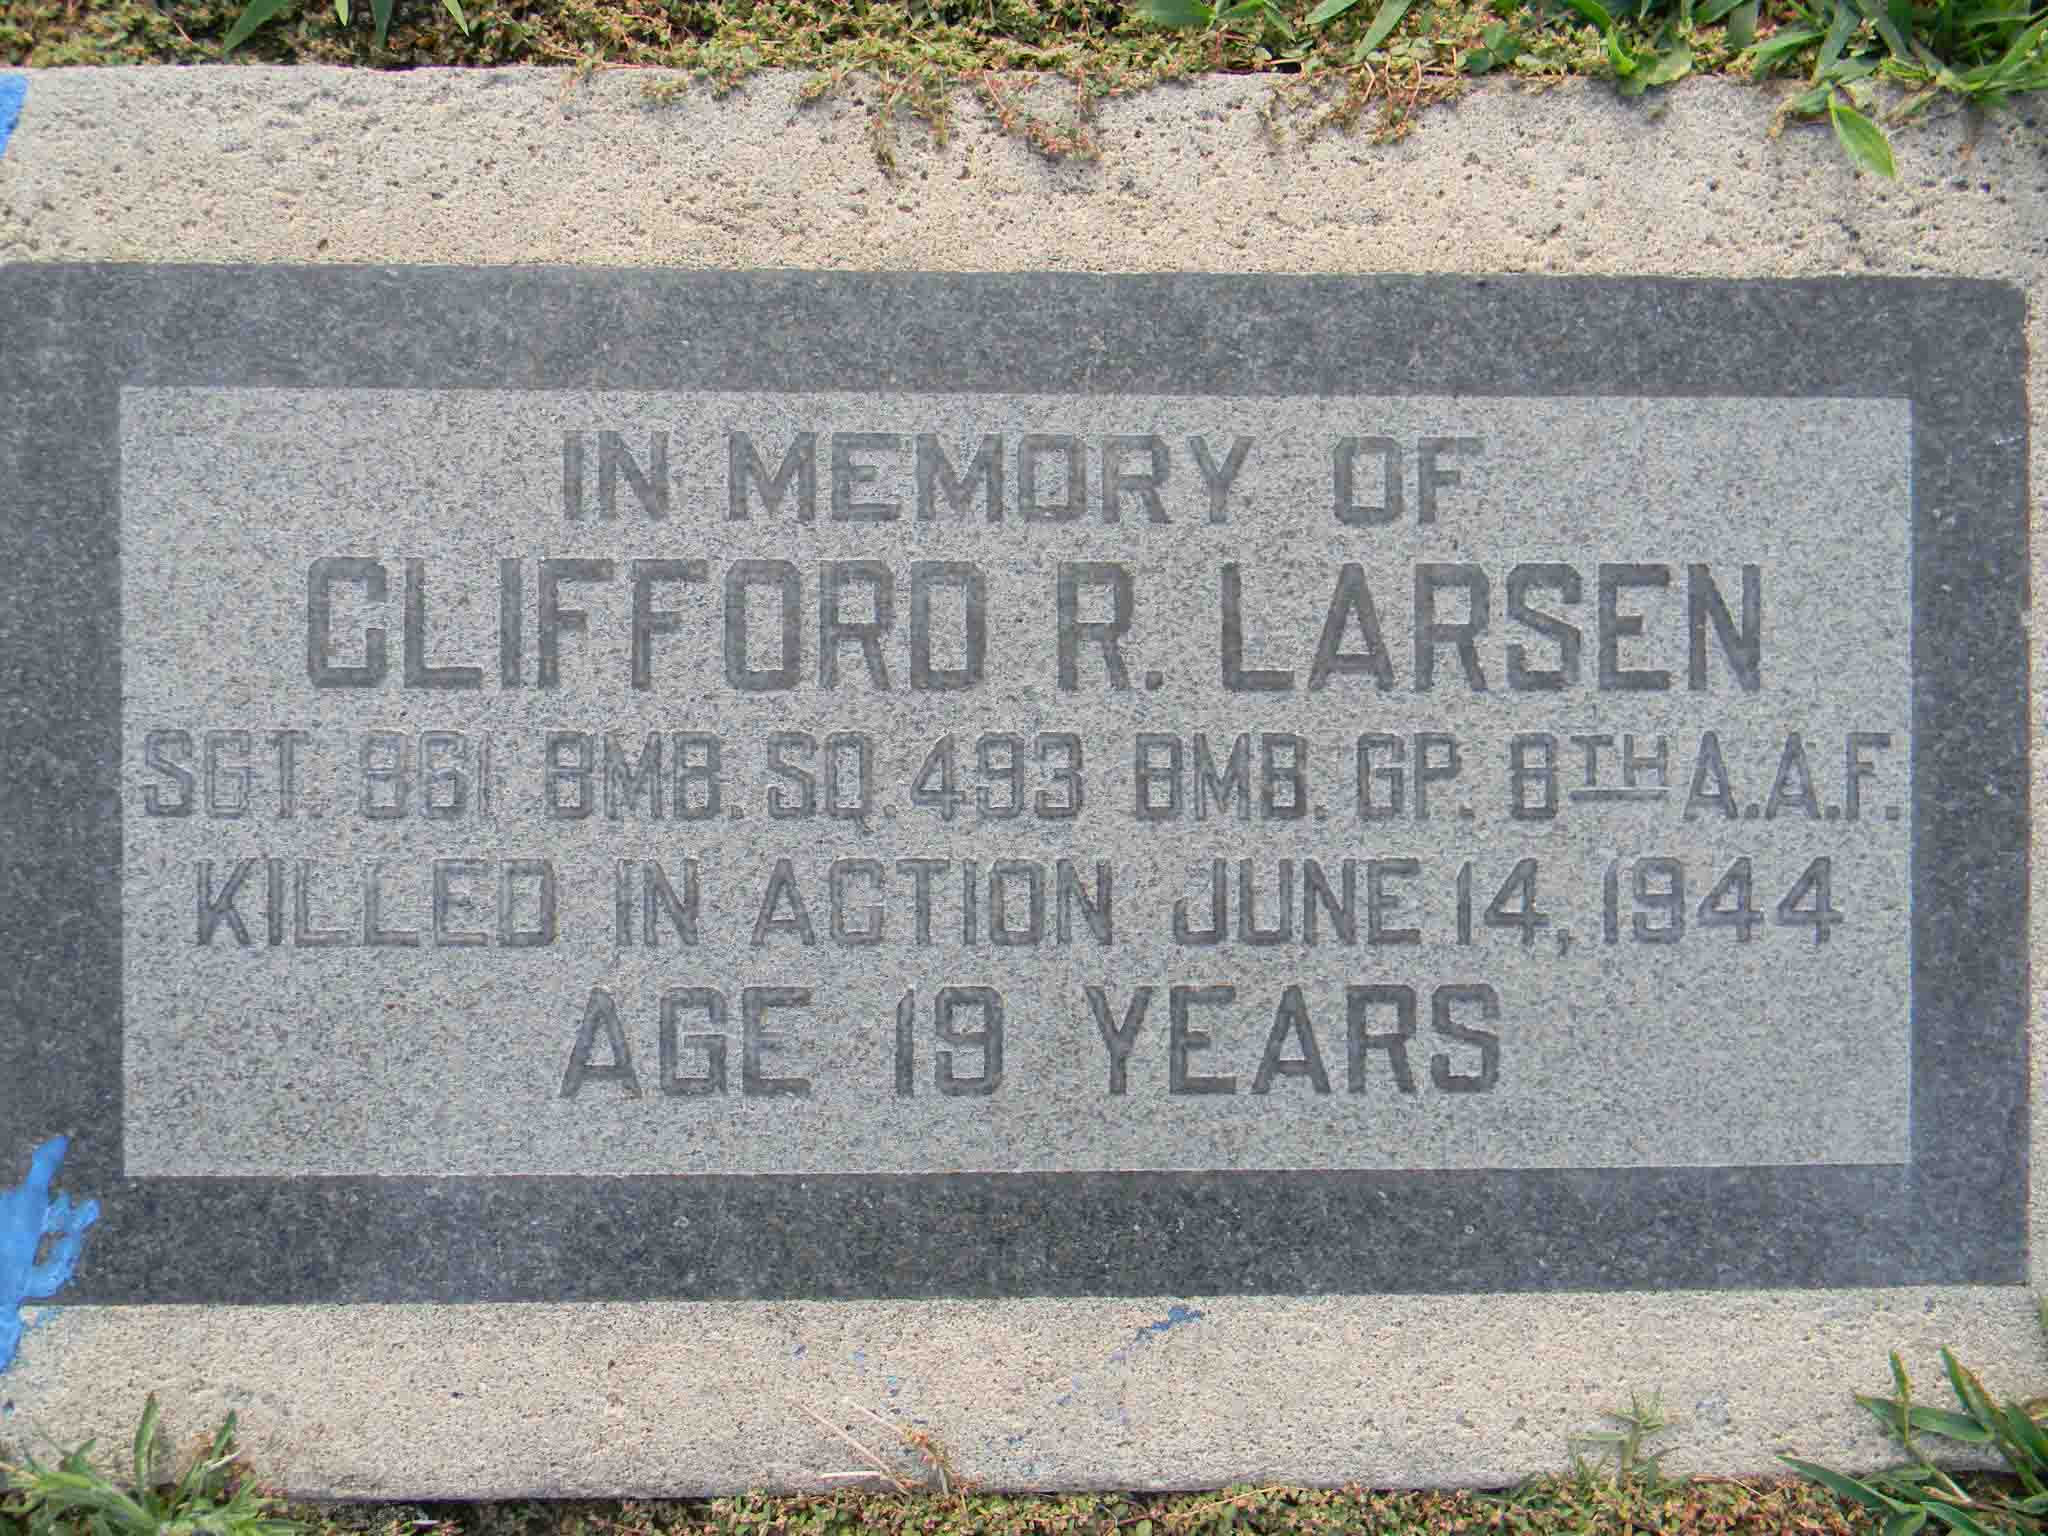 IN MEMORY OF
CLIFFORD R. LARSEN
SGT. 861 BMB. SQ. 493 BMB. GP. 8TH A.A.F.
KILLED IN ACTION JUNE 14, 1944
AGE 19 YEARS